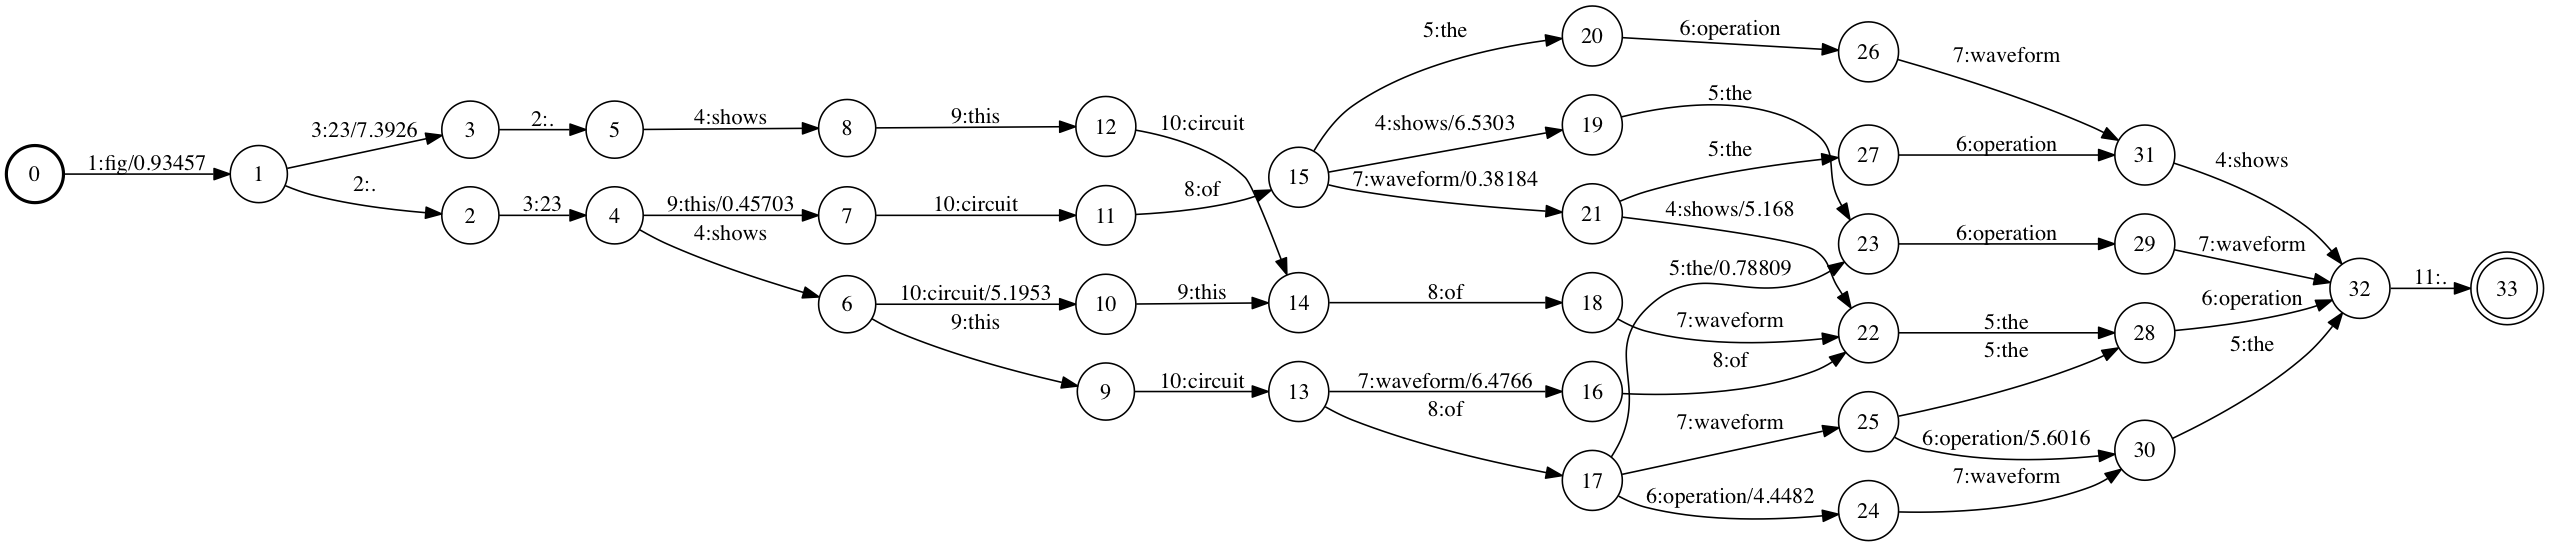 0 1:fig/0.93457 1
3:23/7.3926 3 2:. 5 4:shows 8 9:this 12 10:circuit
2:. 2 3:23 4 9:this/0.45703 7 10:circuit 11 8:of 15
4:shows 6 10:circuit/5.1953 10 9:this 14 8:of 18 7:waveform
9:this 9 10:circuit 13 7:waveform/6.4766 16 8:of
8:of 17
5:the 20 6:operation 26 7:waveform
4:shows/6.5303 19 5:the
7:waveform/0.38184 21 5:the 27 6:operation 31 4:shows
4:shows/5.168
5:the/0.78809 23 6:operation 29 7:waveform
22 5:the 28 6:operation 32 11:. 33
7:waveform 25 5:the
6:operation/5.6016 30 5:the
6:operation/4.4482 24 7:waveform